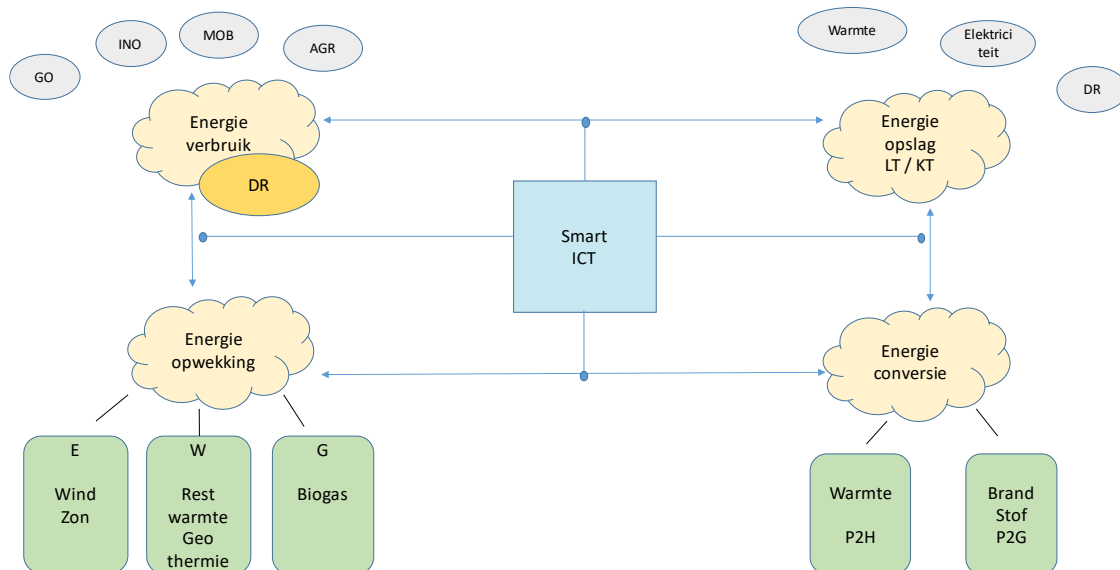 GO
INO
MOB
AGR
Warmte
Elektrici
teit
DR
Energie
verbruik
DR
Energie
opslag
LT / KT
Smart
ICT
Energie
opwekking
Energie
conversie
E
Wind
Zon
W
Rest
warmte
Geo
thermie
G
Biogas
Warmte
P2H
Brand
Stof
P2G